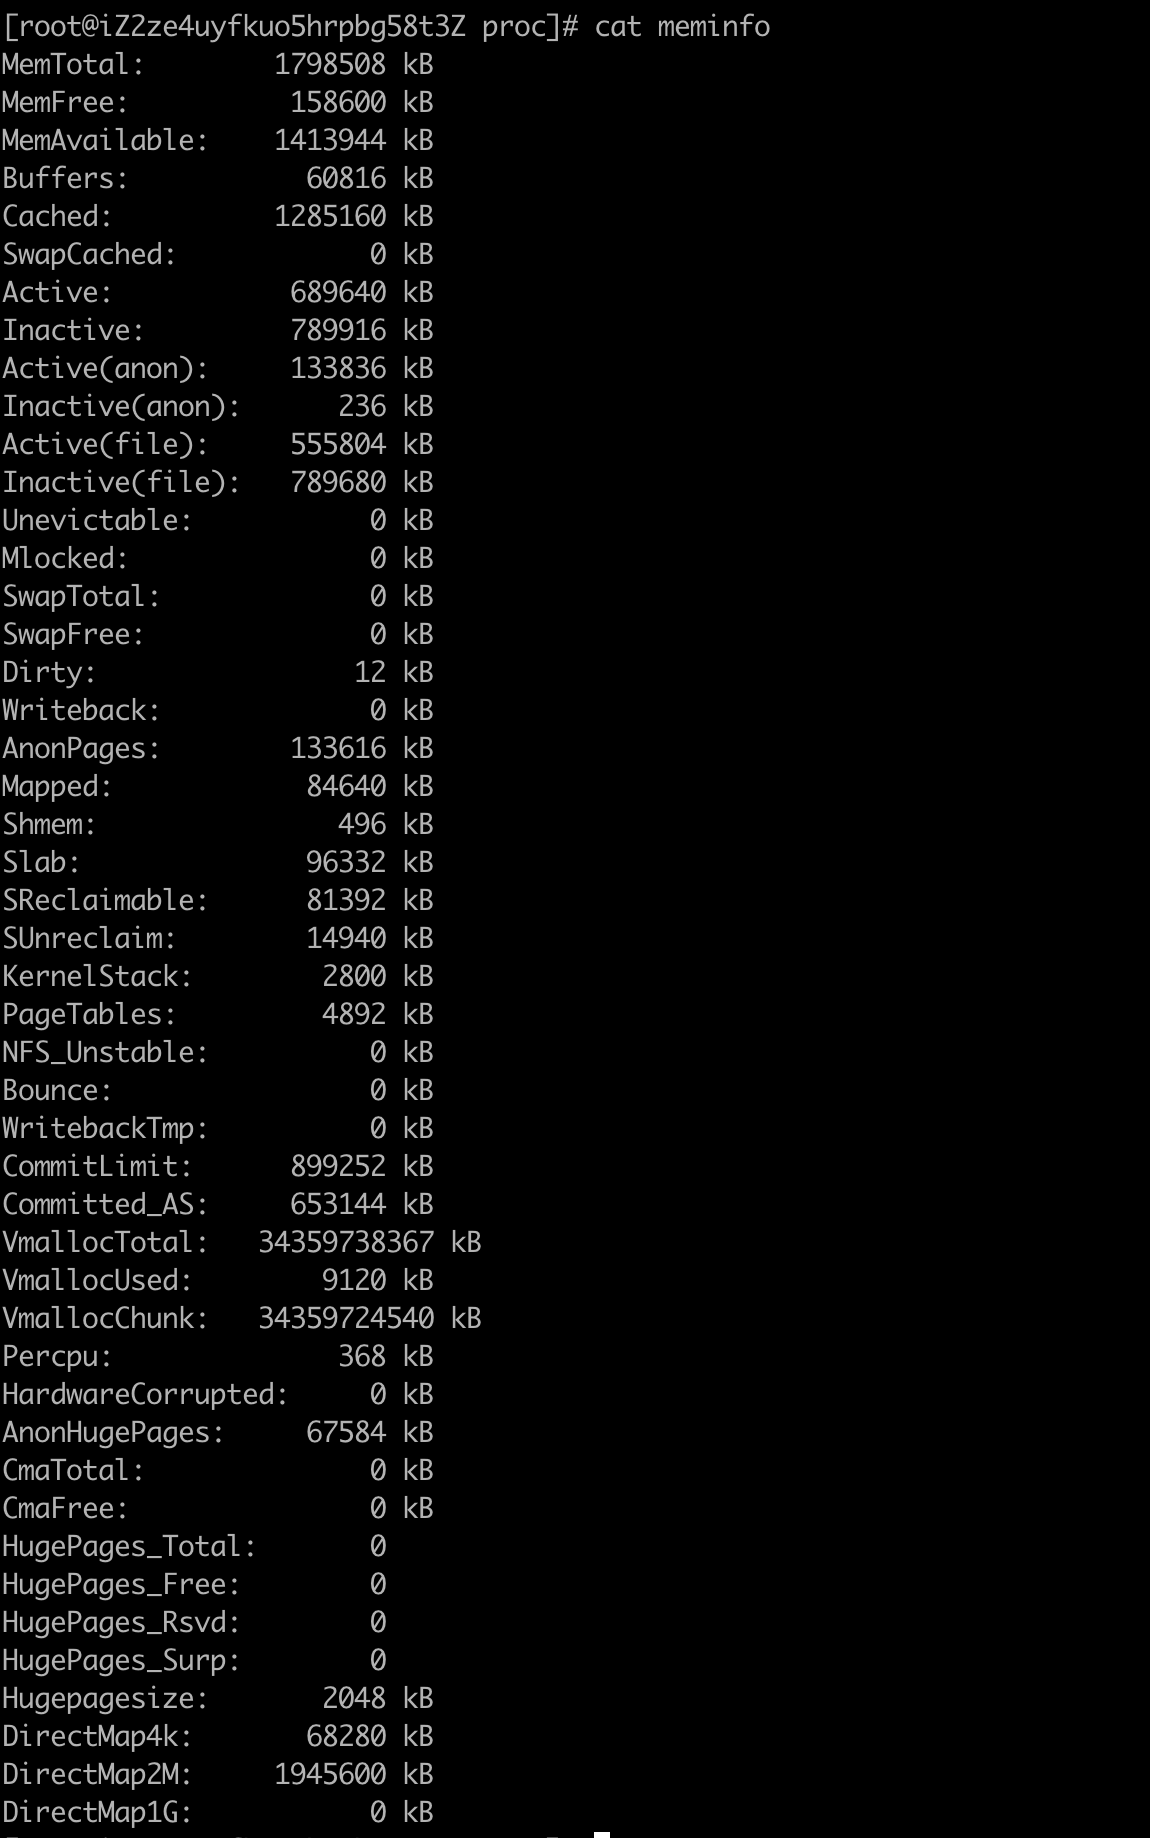 [root@iZ2ze4uyfkuo5hrpbg58t3Z proc]# cat meminfo
MemTotal:        1798508 kB
MemFree:          158600 kB
MemAvailable:    1413944 kB
Buffers:           60816 kB
Cached:          1285160 kB
SwapCached:            0 kB
Active:           689640 kB
Inactive:         789916 kB
Active(anon):     133836 kB
Inactive(anon):      236 kB
Active(file):     555804 kB
Inactive(file):   789680 kB
Unevictable:           0 kB
Mlocked:               0 kB
SwapTotal:             0 kB
SwapFree:              0 kB
Dirty:                12 kB
Writeback:             0 kB
AnonPages:        133616 kB
Mapped:            84640 kB
Shmem:               496 kB
Slab:              96332 kB
SReclaimable:      81392 kB
SUnreclaim:        14940 kB
KernelStack:        2800 kB
PageTables:         4892 kB
NFS_Unstable:          0 kB
Bounce:                0 kB
WritebackTmp:          0 kB
CommitLimit:      899252 kB
Committed_AS:     653144 kB
VmallocTotal:   34359738367 kB
VmallocUsed:        9120 kB
VmallocChunk:   34359724540 kB
Percpu:              368 kB
HardwareCorrupted:     0 kB
AnonHugePages:     67584 kB
CmaTotal:              0 kB
CmaFree:               0 kB
HugePages_Total:       0
HugePages_Free:        0
HugePages_Rsvd:        0
HugePages_Surp:        0
Hugepagesize:       2048 kB
DirectMap4k:       68280 kB
DirectMap2M:     1945600 kB
DirectMap1G:           0 kB